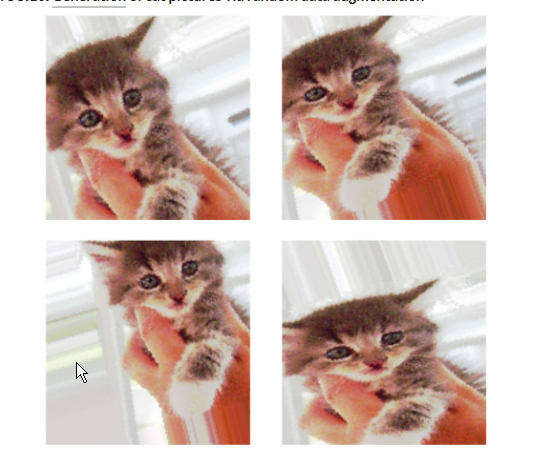 Generation of cat pictures via random data augmentation